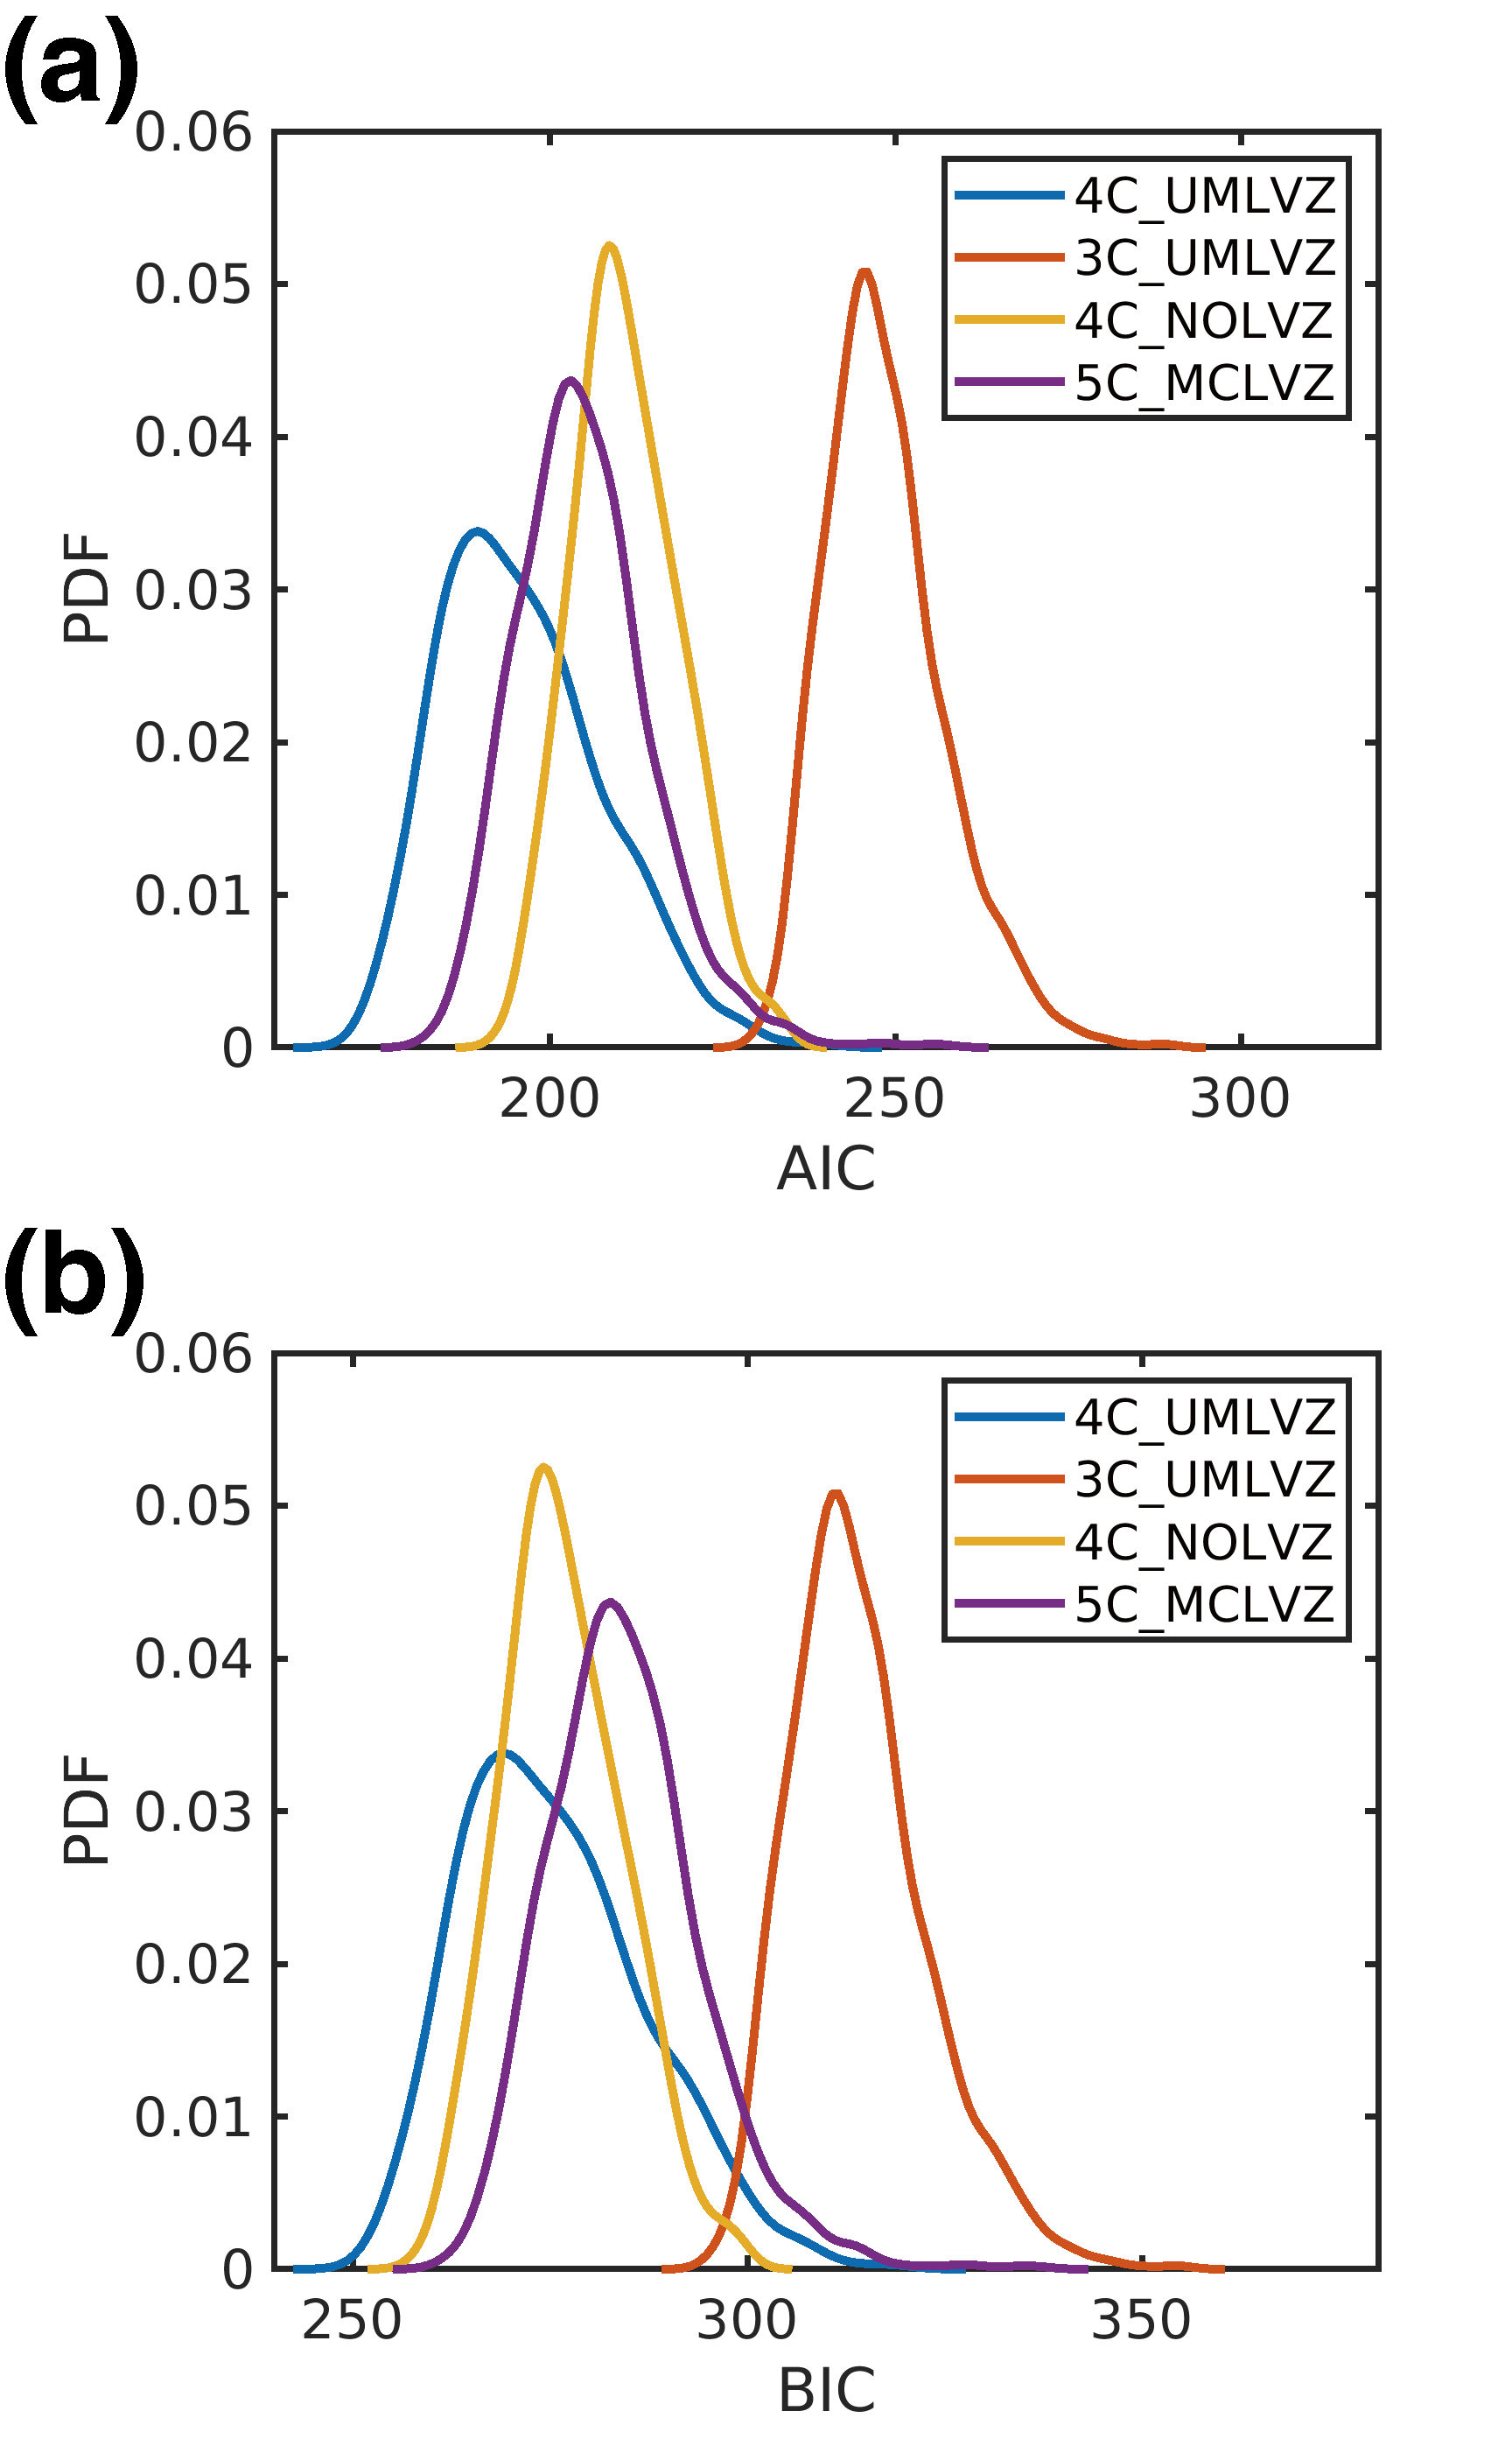 (a)
0.06
0.05
0.04
0.03
0.02
0.01
0
PDF
4C_UMLVZ
3C_UMLVZ
4C_NOLVZ
5C_MCLVZ
200 250 300
AIC
(b)
0.06
0.05
0.04
0.03
0.02
0.01
0
PDF
4C_UMLVZ
3C_UMLVZ
4C_NOLVZ
5C_MCLVZ
250 300 350
BIC